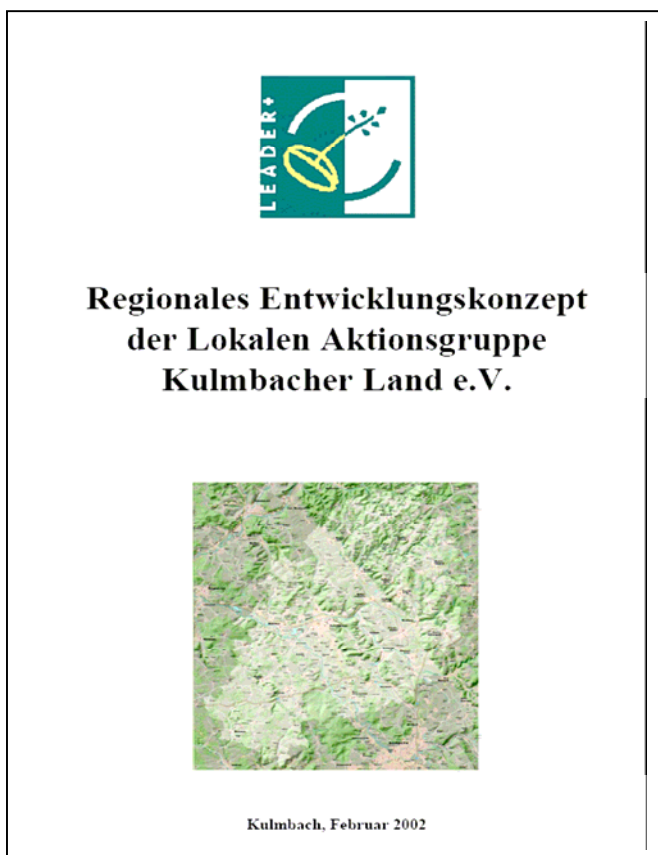 LEADER+
Regionales Entwicklungskonzept
der Lokalen Aktionsgruppe
Kulmbacher Land e.V.
Kulmbach, Februar 2002